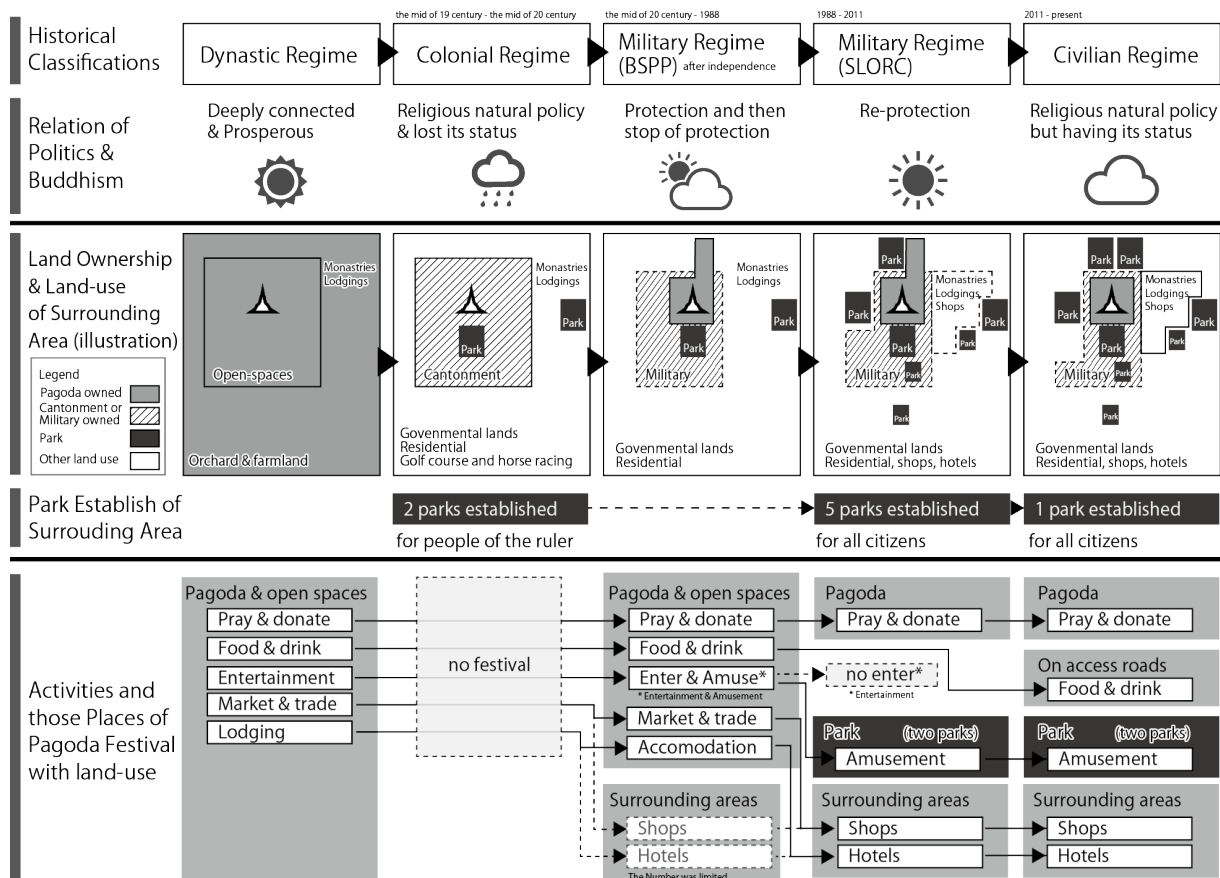 the mid of 19 century - the mid of 20 century
the mid of 20 century - 1988
1988 - 2011
2011 - present
Historical
Classifications
Dynastic Regime
Colonial Regime
Military Regime
(BSPP) after independence
Military Regime
(SLORC)
Civilian Regime
Relation of
Politics &
Buddhism
Deeply connected
& Prosperous
Religious natural policy
& lost its status
Protection and then
stop of protection
Re-protection
Religious natural policy
but having its status
Land Ownership
& Land-use
of Surrounding
Area (illustration)
Legend
Pagoda owned
Cantonment or
Military owned
Park
Other land use
Monastries
Lodgings
Open-spaces
Orchard & farmland
Monastries
Lodgings
Park
Park
Cantonment
Govenmental lands
Residential
Golf course and horse racing
Monastries
Lodgings
Park
Park
Military
Govenmental lands
Residential
Park
Monastries
Lodgings
Shops
Park
Park
Park
Park
Military
Park
Park
Govenmental lands
Residential, shops, hotels
Park
Park
Monastries
Lodgings
Shops
Park
Park
Park
Park
Military
Park
Park
Govenmental lands
Residential, shops, hotels
Park Establish of
Surrouding Area
2 parks established
for people of the ruler
5 parks established
for all citizens
1 park established
for all citizens
Activities and
those Places of
Pagoda Festival
with land-use
Pagoda & open spaces
Pray & donate
Food & drink
Entertainment
Market & trade
Lodging
no festival
Pagoda & open spaces
Pray & donate
Food & drink
Enter & Amuse*
* Entertainment & Amusement
Market & trade
Accomodation
Surrounding areas
Shops
Hotels
The Number was limited
Pagoda
Pray & donate
no enter*
* Entertainment
Park (two parks)
Amusement
Surrounding areas
Shops
Hotels
Pagoda
Pray & donate
On access roads
Food & drink
Park (two parks)
Amusement
Surrounding areas
Shops
Hotels